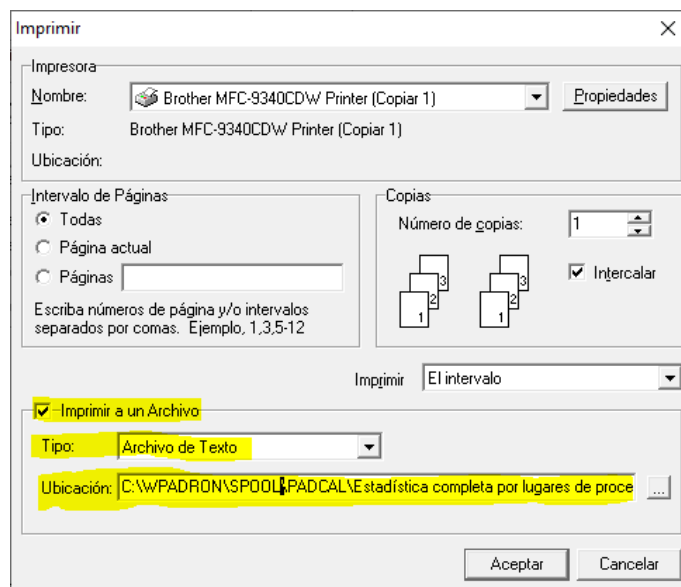 Imprimir
Impresora
Nombre: Brother MFC-9340CDW Printer (Copiar 1) Propiedades
Tipo: Brother MFC-9340CDW Printer (Copiar 1)
Ubicación:
Intervalo de Páginas
Todas
Página actual
Páginas
Escriba números de página y/o intervalos
separados por comas. Ejemplo, 1,3,5-12
Copias
Número de copias: 1
1 2 3 1 2 3
Intercalar
Imprimir El intervalo
Imprimir a un Archivo
Tipo: Archivo de Texto
Ubicación: C:\WPADRON\SPOOL\PADCAL\Estadística completa por lugares de proce ...
Aceptar Cancelar